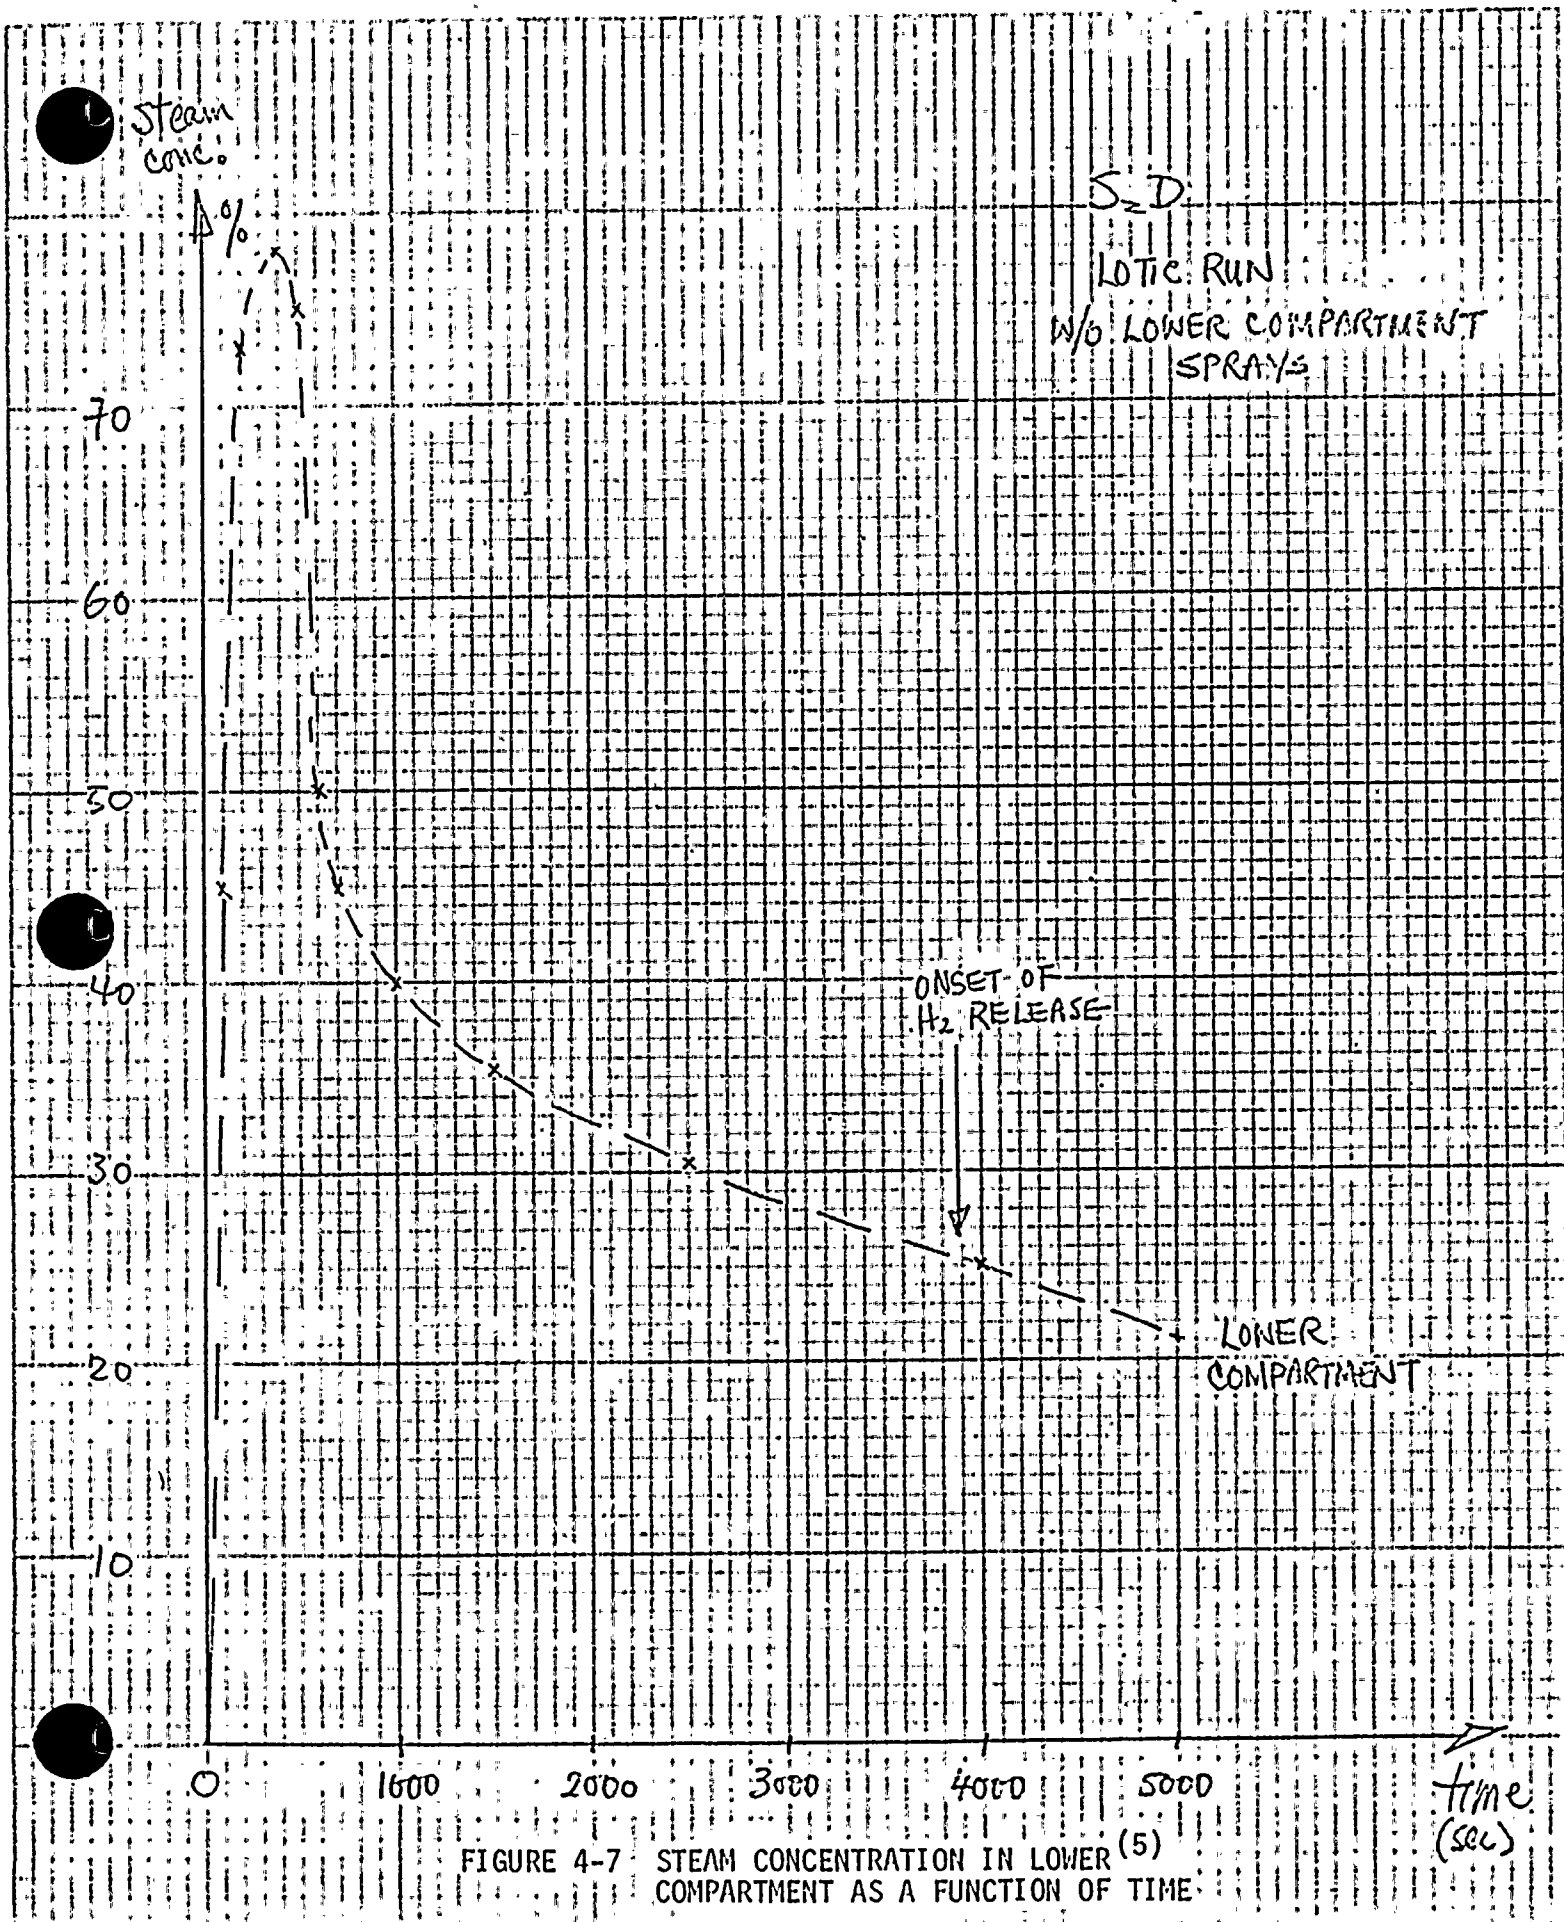 Steam
conc.
%
S2D
LOTIC RUN
W/O LOWER COMPARTMENT
SPRAYS
70
60
50
40
ONSET OF
H2 RELEASE
30
20
LOWER
COMPARTMENT
10
0 1000 2000 3000 4000 5000
time
(sec)
FIGURE 4-7 STEAM CONCENTRATION IN LOWER (5)
COMPARTMENT AS A FUNCTION OF TIME